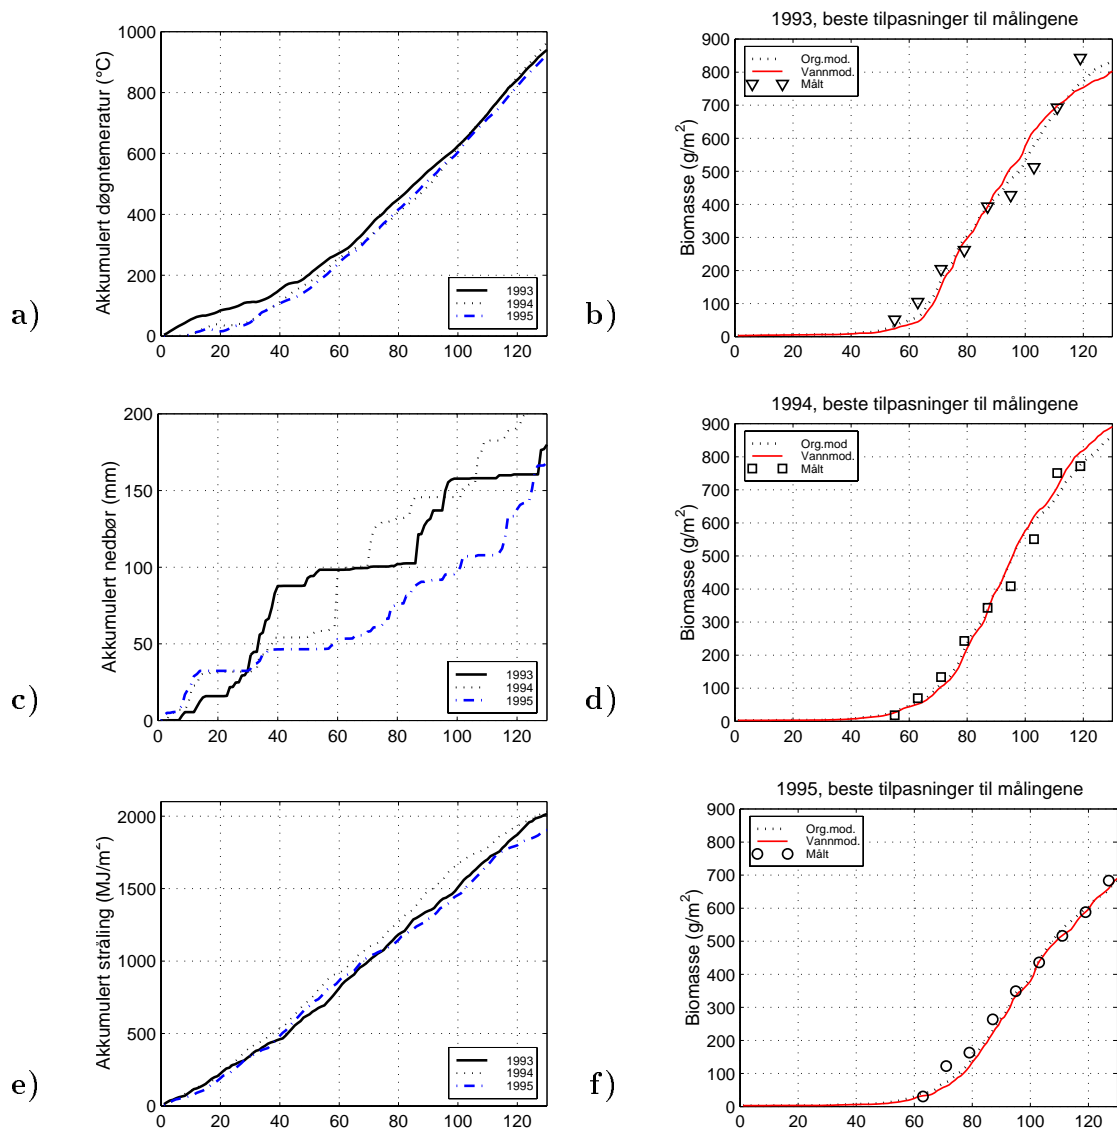 a)
Akkumulert døgntemeratur (°C)
1000
800
600
400
200
0
0 20 40 60 80 100 120
1993
1994
1995
b)
1993, beste tilpasninger til målingene
Biomasse (g/m2)
900
800
700
600
500
400
300
200
100
0
0 20 40 60 80 100 120
Org.mod.
Vannmod.
Målt
c)
Akkumulert nedbør (mm)
200
150
100
50
0
0 20 40 60 80 100 120
1993
1994
1995
d)
1994, beste tilpasninger til målingene
Biomasse (g/m2)
900
800
700
600
500
400
300
200
100
0
0 20 40 60 80 100 120
Org.mod
Vannmod.
Målt
e)
Akkumulert stråling (MJ/m2)
2000
1500
1000
500
0
0 20 40 60 80 100 120
1993
1994
1995
f)
1995, beste tilpasninger til målingene
Biomasse (g/m2)
900
800
700
600
500
400
300
200
100
0
0 20 40 60 80 100 120
Org.mod.
Vannmod.
Målt